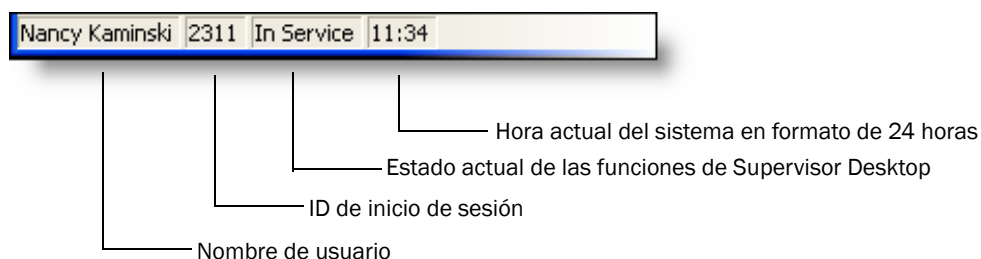 Nancy Kaminski 2311 In Service 11:34
Hora actual del sistema en formato de 24 horas
Estado actual de las funciones de Supervisor Desktop
ID de inicio de sesión
Nombre de usuario